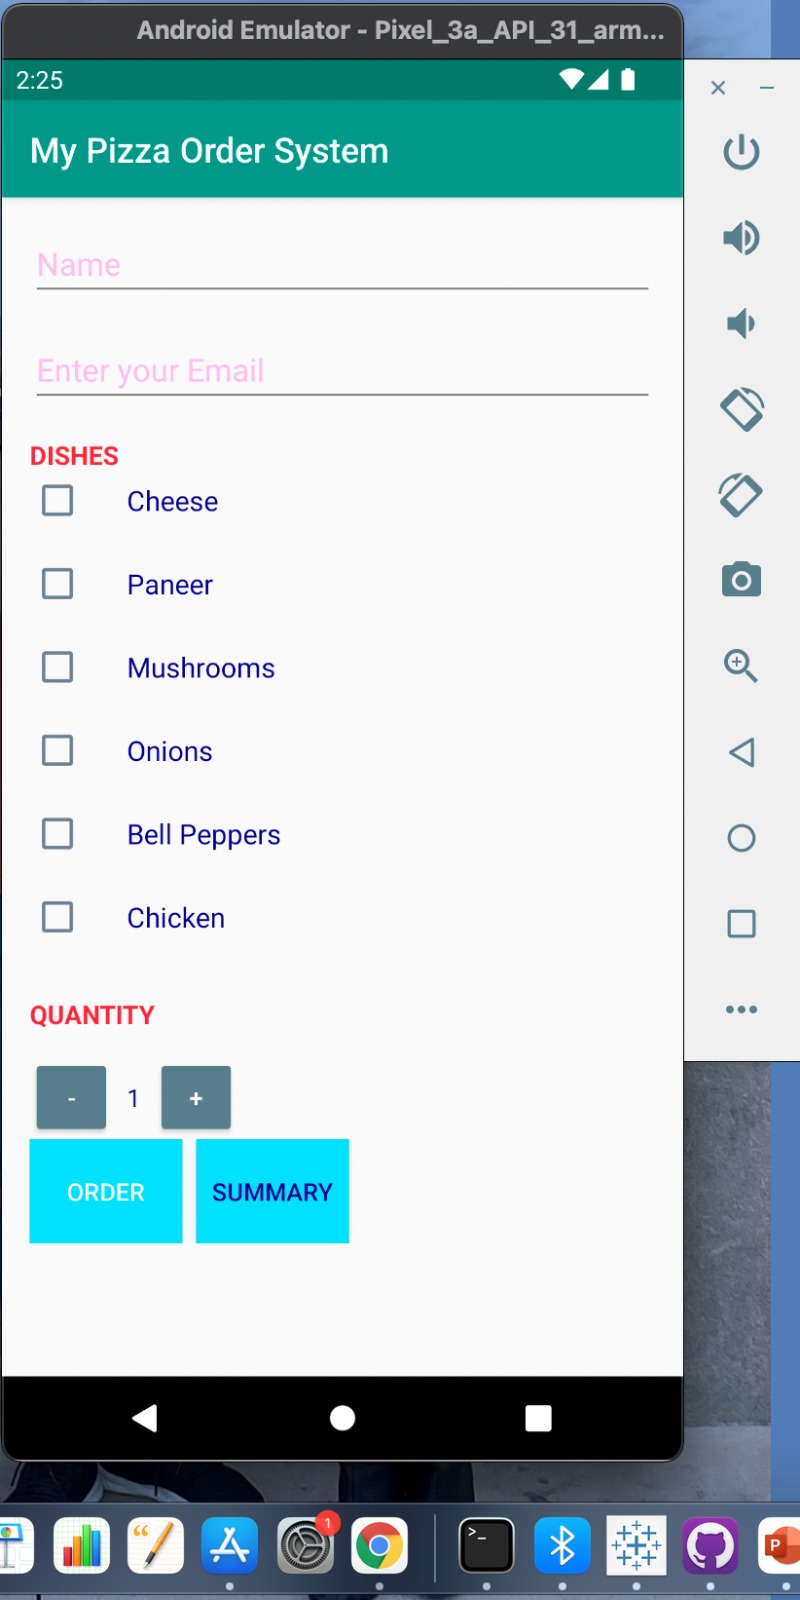 Android Emulator - Pixel_3a_API_31_arm...
2:25
My Pizza Order System
Name
Enter your Email
DISHES
Cheese
Paneer
Mushrooms
Onions
Bell Peppers
Chicken
QUANTITY
- 1 +
ORDER SUMMARY
1
>_
P